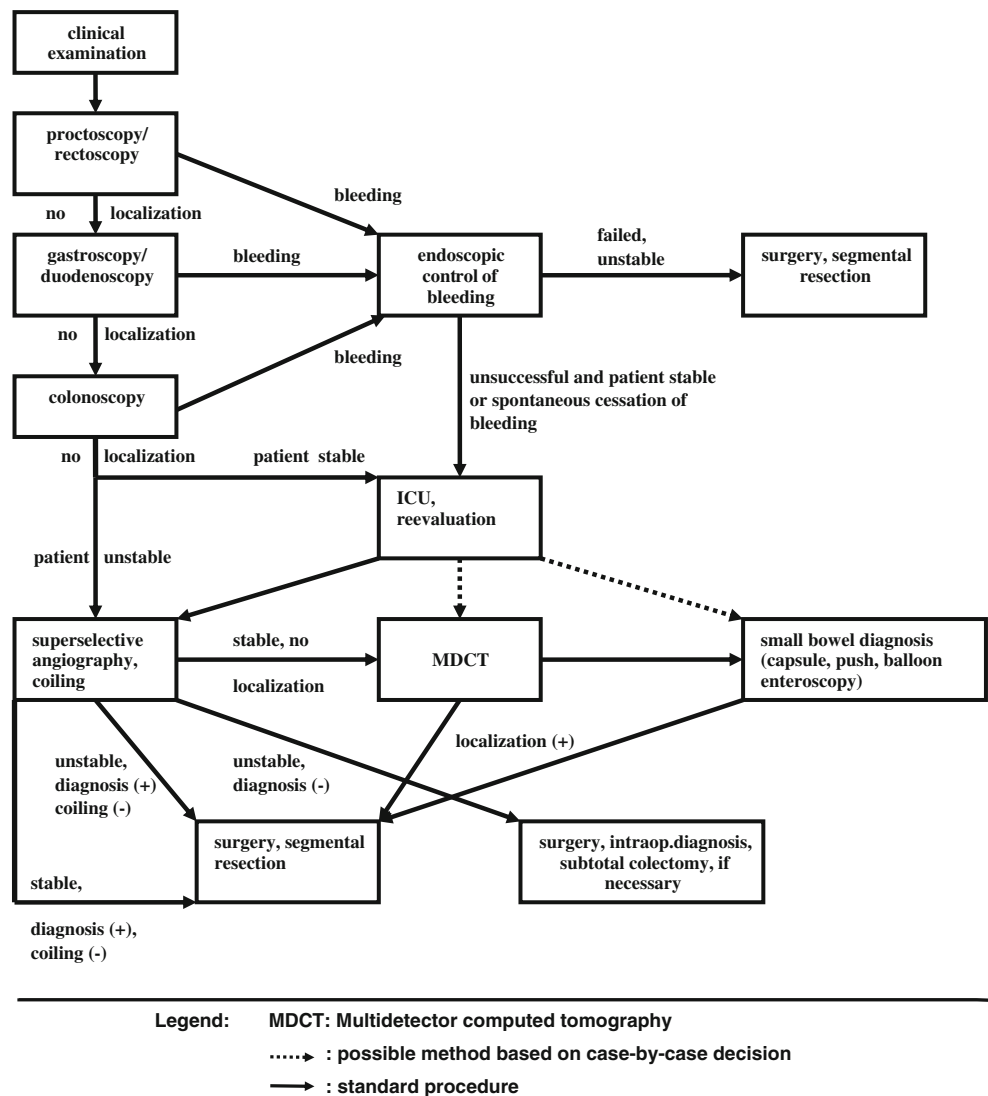 clinical
examination
proctoscopy/
rectoscopy
bleeding
no localization
gastroscopy/
duodenoscopy
bleeding
endoscopic
control of
bleeding
failed,
unstable
surgery, segmental
resection
no localization
bleeding
colonoscopy
unsuccessful and patient stable
or spontaneous cessation of
bleeding
no localization
patient stable
ICU,
reevaluation
patient unstable
superselective
angiography,
coiling
stable, no
localization
MDCT
small bowel diagnosis
(capsule, push, balloon
enteroscopy)
localization (+)
unstable,
diagnosis (+)
coiling (-)
unstable,
diagnosis (-)
surgery, segmental
resection
surgery, intraop.diagnosis,
subtotal colectomy, if
necessary
stable,
diagnosis (+),
coiling (-)
Legend: MDCT: Multidetector computed tomography
: possible method based on case-by-case decision
: standard procedure